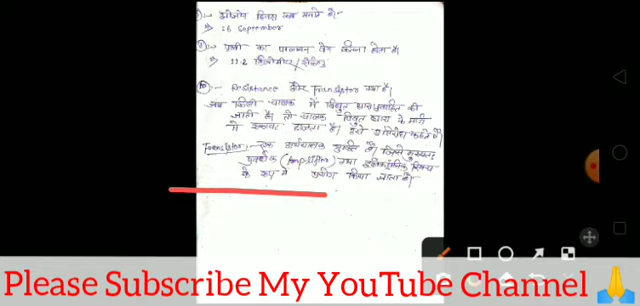 ओजोन दिवस कब मनाते है।-
⇒ 16 September
पृथ्वी का पलायन वेग कितना होता है।
⇒ 11.2 किलोमीटर/सेकेंड
10:- Resistance और Transistor क्या है।
जब किसी चालक में विद्युत धारा प्रवाहित की
जाती है। तो चालक विद्युत धारा के मार्ग
में रूकावट डालता है। इसे प्रतिरोध कहते है।
Transistor:- एक अर्धचालक युक्ति है। जिसे मुख्यतः
प्रवर्धक (Amplifier) तथा इलेक्ट्रॉनिक स्विच
के रूप में प्रयोग किया जाता है।
Please Subscribe My YouTube Channel 🙏